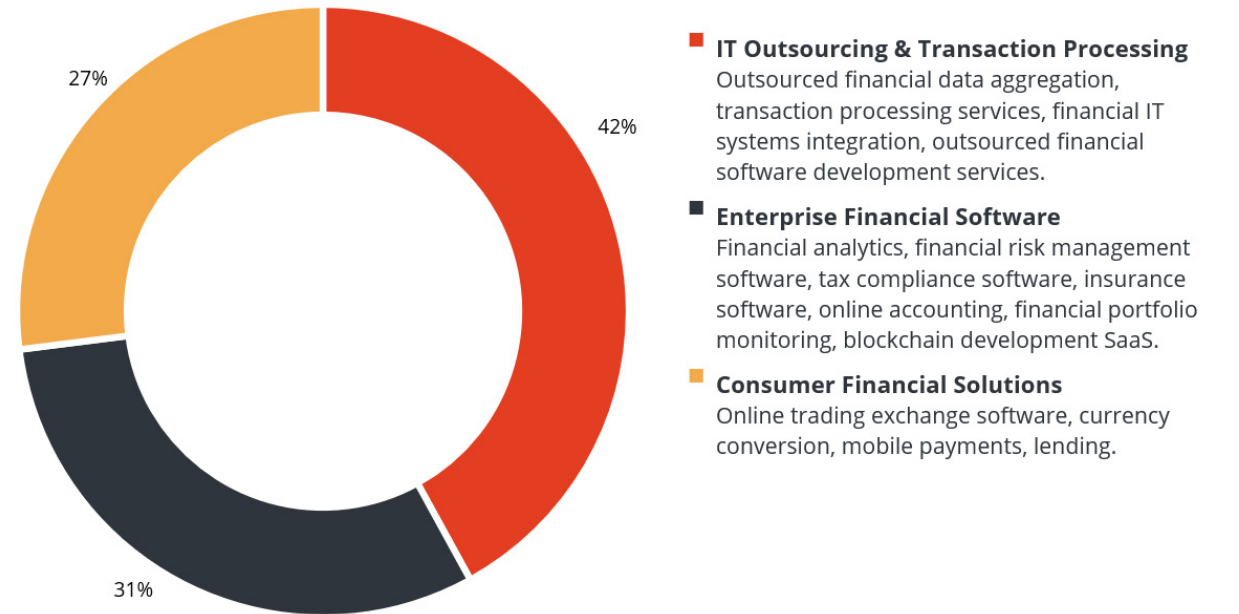 27%
42%
31%
IT Outsourcing & Transaction Processing
Outsourced financial data aggregation,
transaction processing services, financial IT
systems integration, outsourced financial
software development services.
Enterprise Financial Software
Financial analytics, financial risk management
software, tax compliance software, insurance
software, online accounting, financial portfolio
monitoring, blockchain development SaaS.
Consumer Financial Solutions
Online trading exchange software, currency
conversion, mobile payments, lending.